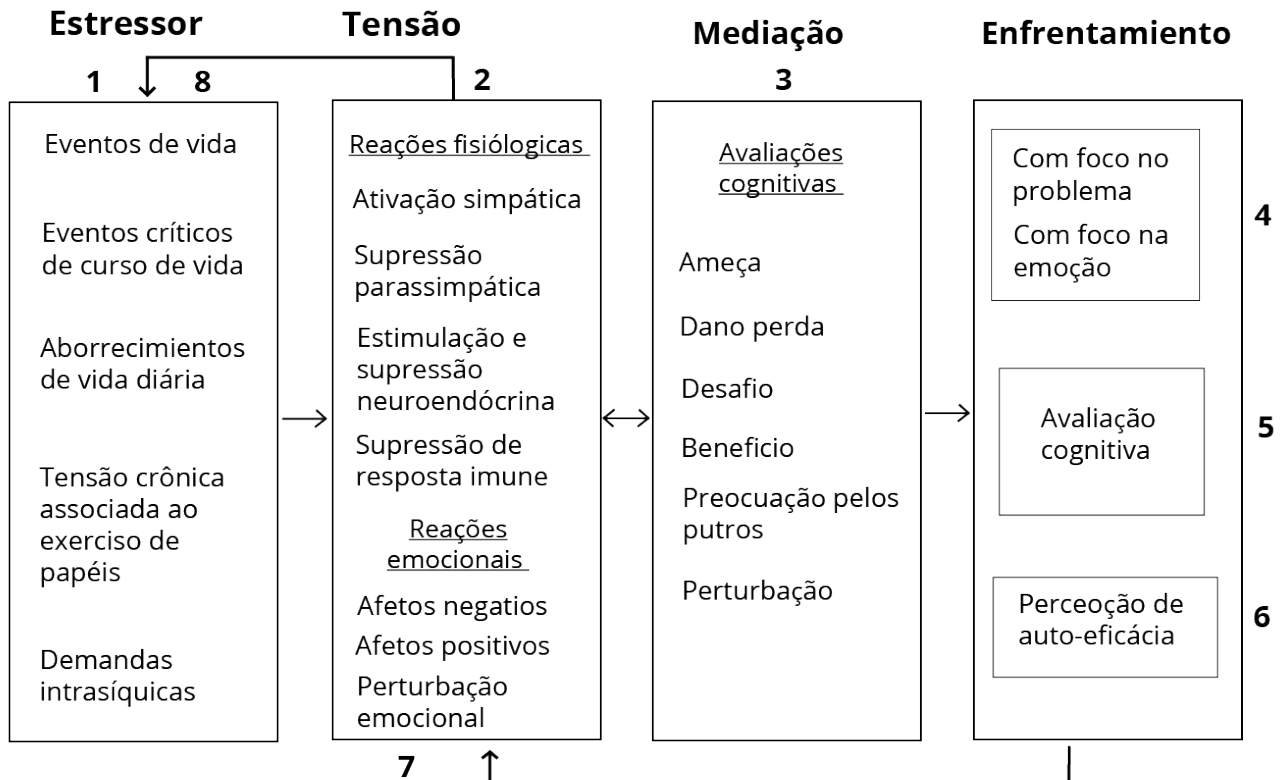 Estressor
Tensão
Mediação
Enfrentamiento
1
8
2
3
Eventos de vida
Eventos críticos
de curso de vida
Aborrecimientos
de vida diária
Tensão crônica
associada ao
exerciso de
papéis
Demandas
intrasíquicas
Reações fisiólogicas
Ativação simpática
Supressão
parassimpática
Estimulação e
supressão
neuroendócrina
Supressão de
resposta imune
Reações
emocionais
Afetos negatios
Afetos positivos
Perturbação
emocional
7
Avaliações
cognitivas
Ameça
Dano perda
Desafio
Beneficio
Preocuação pelos
putros
Perturbação
Com foco no
problema
Com foco na
emoção
4
Avaliação
cognitiva
5
Perceoção de
auto-eficácia
6